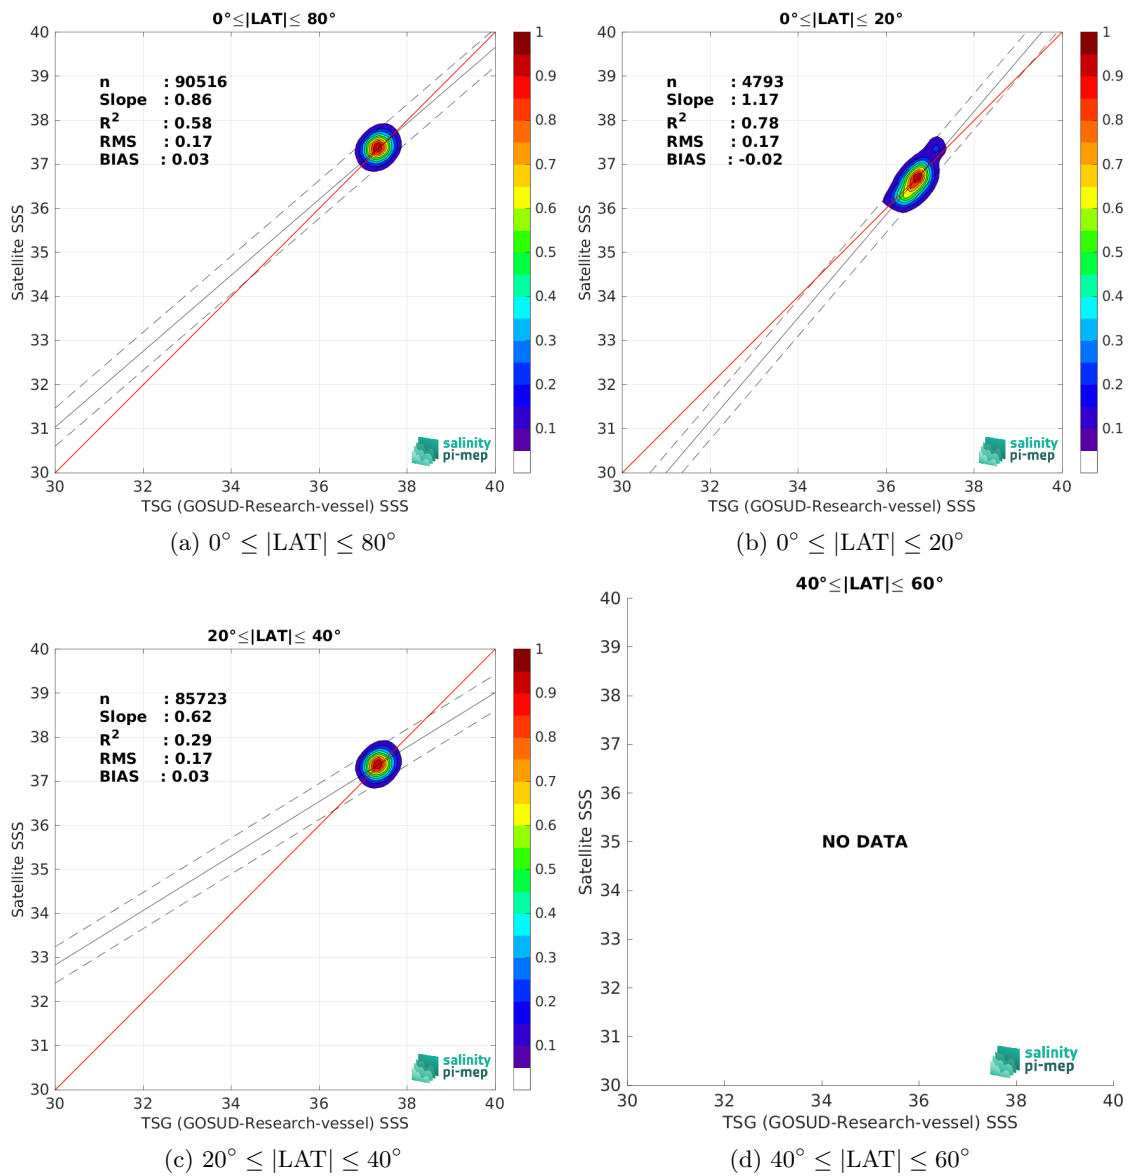 0°≤|LAT|≤ 80°
40
39
38
37
36
35
34
33
32
31
30
Satellite SSS
n : 90516
Slope : 0.86
R² : 0.58
RMS : 0.17
BIAS : 0.03
salinity
pi-mep
30 32 34 36 38 40
TSG (GOSUD-Research-vessel) SSS
1
0.9
0.8
0.7
0.6
0.5
0.4
0.3
0.2
0.1
(a) 0° ≤ |LAT| ≤ 80°
0°≤|LAT|≤ 20°
40
39
38
37
36
35
34
33
32
31
30
Satellite SSS
n : 4793
Slope : 1.17
R² : 0.78
RMS : 0.17
BIAS : -0.02
salinity
pi-mep
30 32 34 36 38 40
TSG (GOSUD-Research-vessel) SSS
1
0.9
0.8
0.7
0.6
0.5
0.4
0.3
0.2
0.1
(b) 0° ≤ |LAT| ≤ 20°
20°≤|LAT|≤ 40°
40
39
38
37
36
35
34
33
32
31
30
Satellite SSS
n : 85723
Slope : 0.62
R² : 0.29
RMS : 0.17
BIAS : 0.03
salinity
pi-mep
30 32 34 36 38 40
TSG (GOSUD-Research-vessel) SSS
1
0.9
0.8
0.7
0.6
0.5
0.4
0.3
0.2
0.1
(c) 20° ≤ |LAT| ≤ 40°
40°≤|LAT|≤ 60°
40
39
38
37
36
35
34
33
32
31
30
Satellite SSS
NO DATA
salinity
pi-mep
30 32 34 36 38 40
TSG (GOSUD-Research-vessel) SSS
(d) 40° ≤ |LAT| ≤ 60°